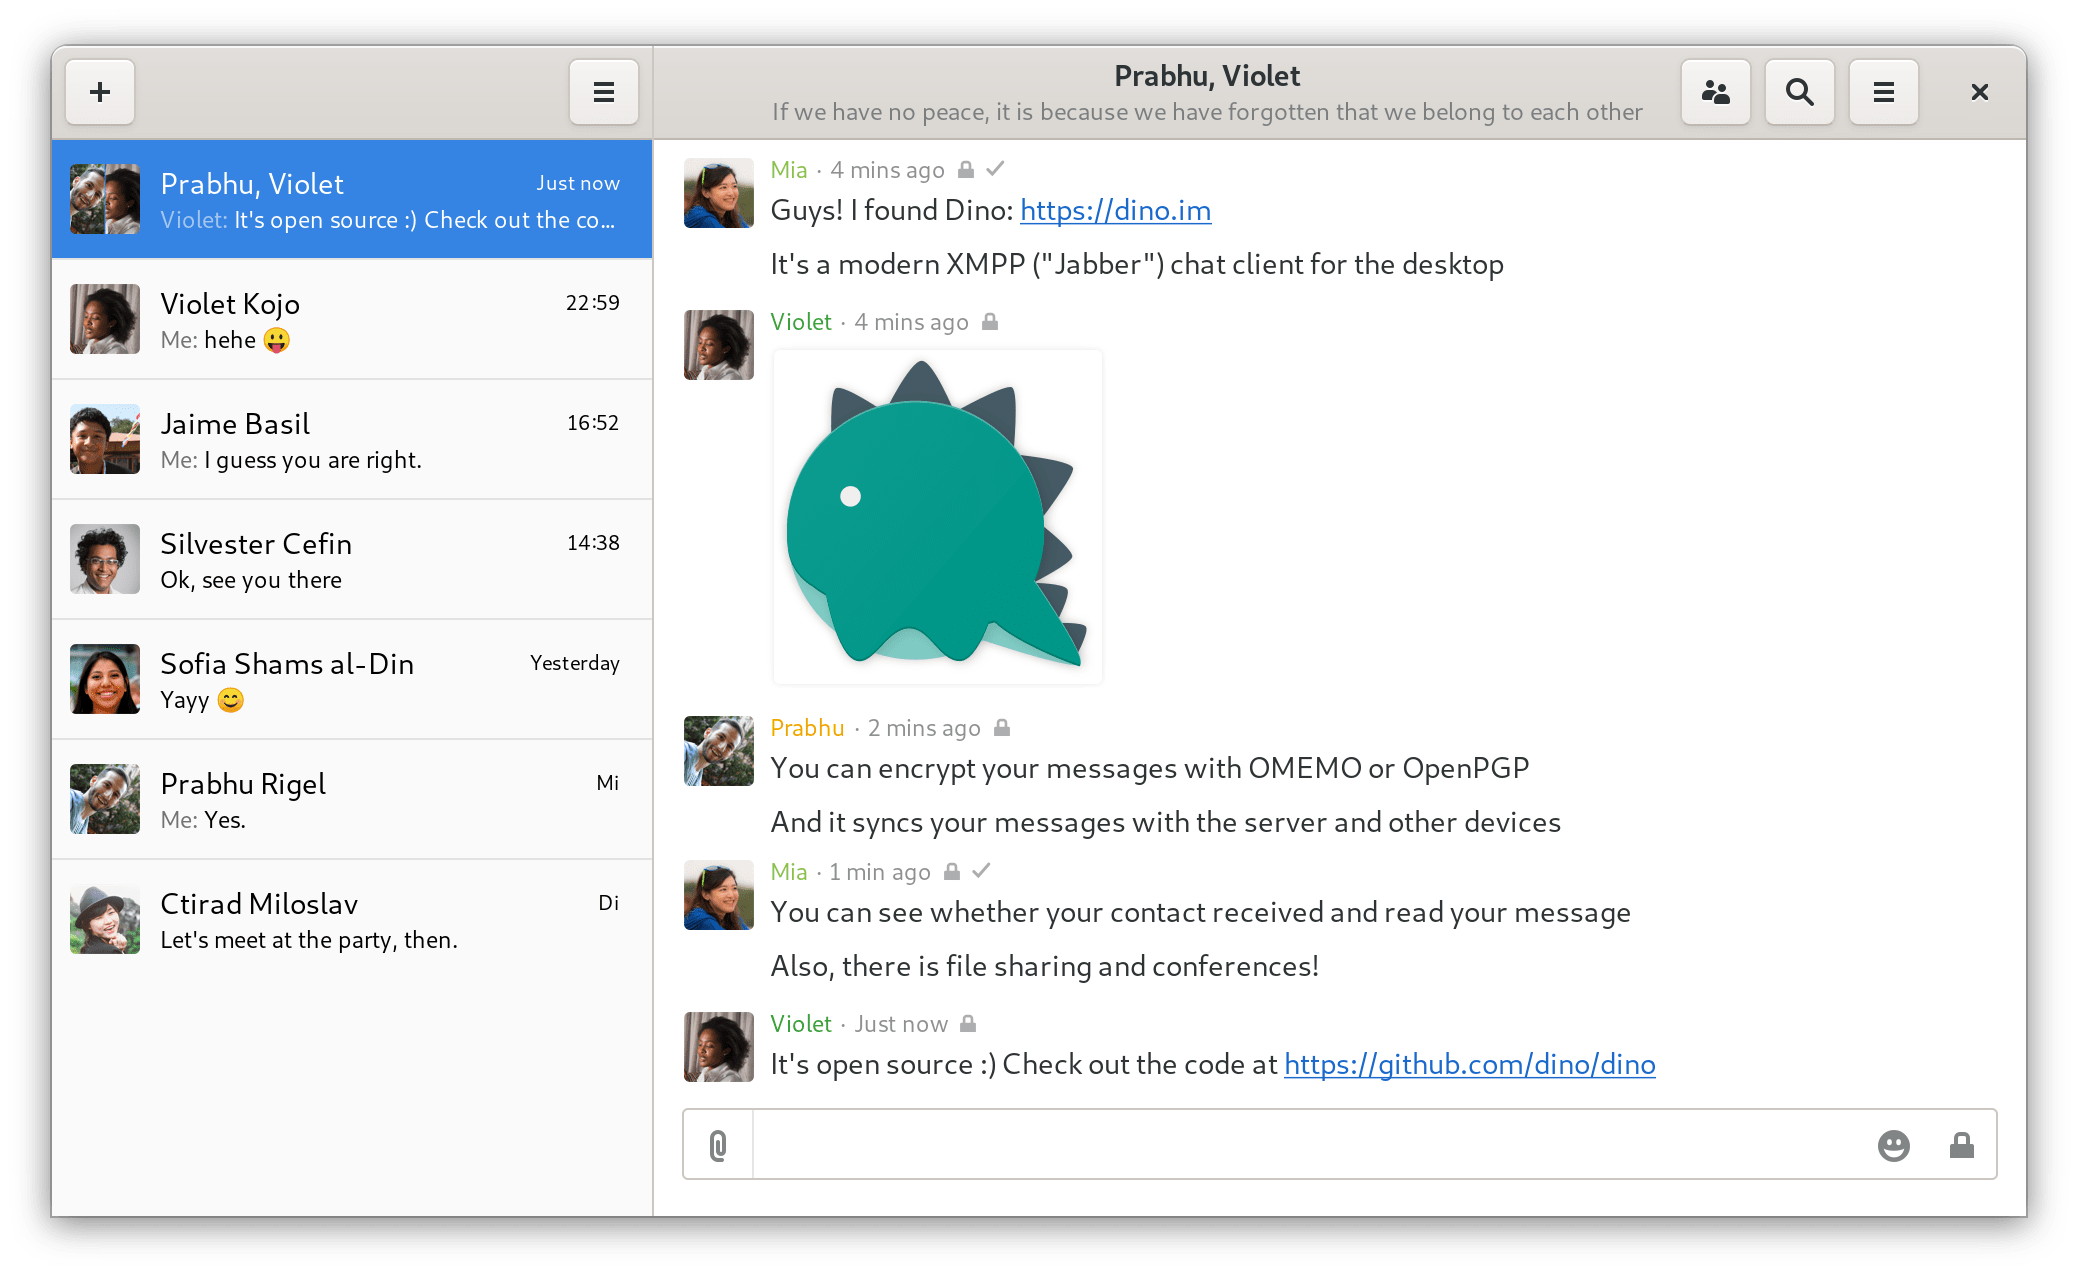 Prabhu, Violet
If we have no peace, it is because we have forgotten that we belong to each other
Prabhu, Violet Just now
Violet: It's open source :) Check out the co...
Violet Kojo 22:59
Me: hehe 😛
Jaime Basil 16:52
Me: I guess you are right.
Silvester Cefin 14:38
Ok, see you there
Sofia Shams al-Din Yesterday
Yayy 😊
Prabhu Rigel Mi
Me: Yes.
Ctirad Miloslav Di
Let's meet at the party, then.
Mia · 4 mins ago
Guys! I found Dino: https://dino.im
It's a modern XMPP ("Jabber") chat client for the desktop
Violet · 4 mins ago
Prabhu · 2 mins ago
You can encrypt your messages with OMEMO or OpenPGP
And it syncs your messages with the server and other devices
Mia · 1 min ago
You can see whether your contact received and read your message
Also, there is file sharing and conferences!
Violet · Just now
It's open source :) Check out the code at https://github.com/dino/dino